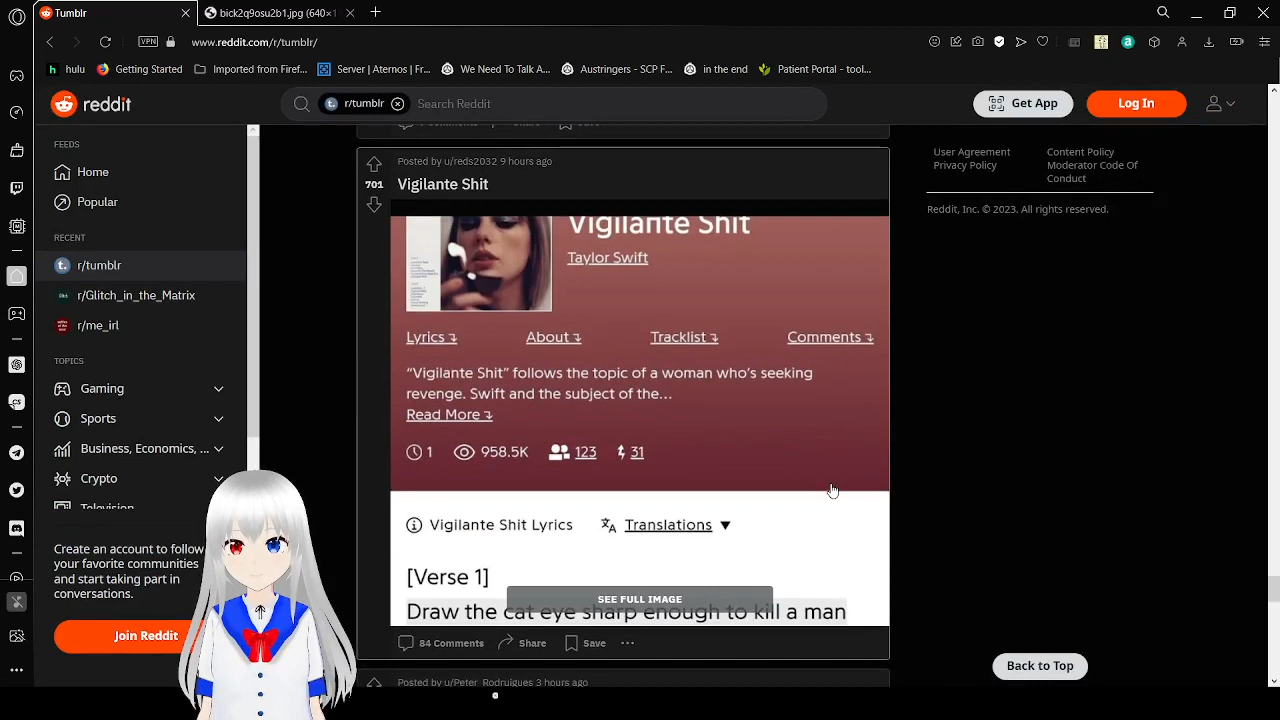 Tumblr
bick2q9osu2b1.jpg (640×1
VPN
www.reddit.com/r/tumblr/
hulu
Getting Started
Imported from Firef...
Server | Aternos | Fr...
We Need To Talk A...
Austringers - SCP F...
in the end
Patient Portal - tool...
reddit
r/tumblr
Search Reddit
Get App
Log In
FEEDS
Home
Popular
RECENT
r/tumblr
r/Glitch_in_the_Matrix
r/me_irl
TOPICS
Gaming
Sports
Business, Economics, ...
Crypto
Television
Create an account to follow
your favorite communities
and start taking part in
conversations.
Join Reddit
Posted by u/reds2032 9 hours ago
701
Vigilante Shit
Vigilante Shit
Taylor Swift
Lyrics
About
Tracklist
Comments
“Vigilante Shit” follows the topic of a woman who’s seeking
revenge. Swift and the subject of the...
Read More
1 958.5K 123 31
Vigilante Shit Lyrics
Translations
[Verse 1]
SEE FULL IMAGE
Draw the cat eye sharp enough to kill a man
84 Comments
Share
Save
Posted by u/Peter_Rodruigues 3 hours ago
User Agreement
Privacy Policy
Content Policy
Moderator Code Of
Conduct
Reddit, Inc. © 2023. All rights reserved.
Back to Top